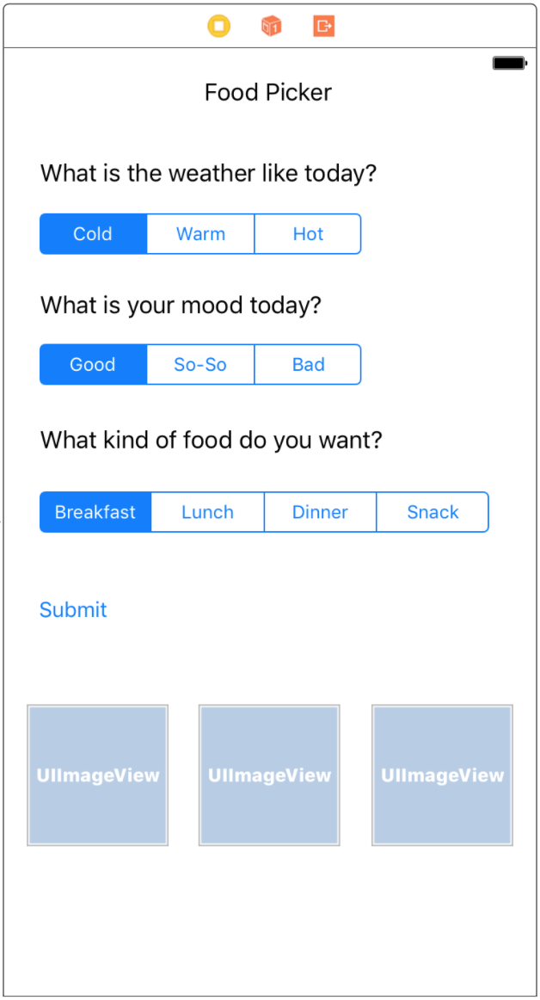 Food Picker
What is the weather like today?
Cold Warm Hot
What is your mood today?
Good So-So Bad
What kind of food do you want?
Breakfast Lunch Dinner Snack
Submit
UIImageView UIImageView UIImageView